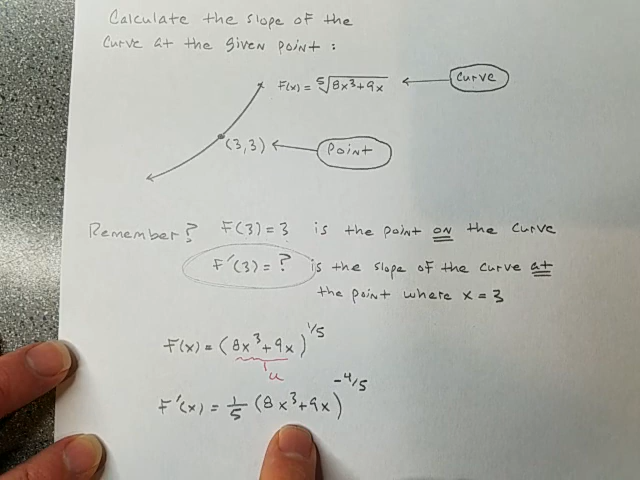 Calculate the slope of the
curve at the given point :
F(x) = ⁵√(8x³+9x) ← Curve
(3,3) ← Point
Remember? F(3) = 3 is the point on the curve
F'(3) = ? is the slope of the curve at
the point where x = 3
F(x) = (8x³+9x)^1/5
u
F'(x) = 1/5 (8x³+9x)^-4/5